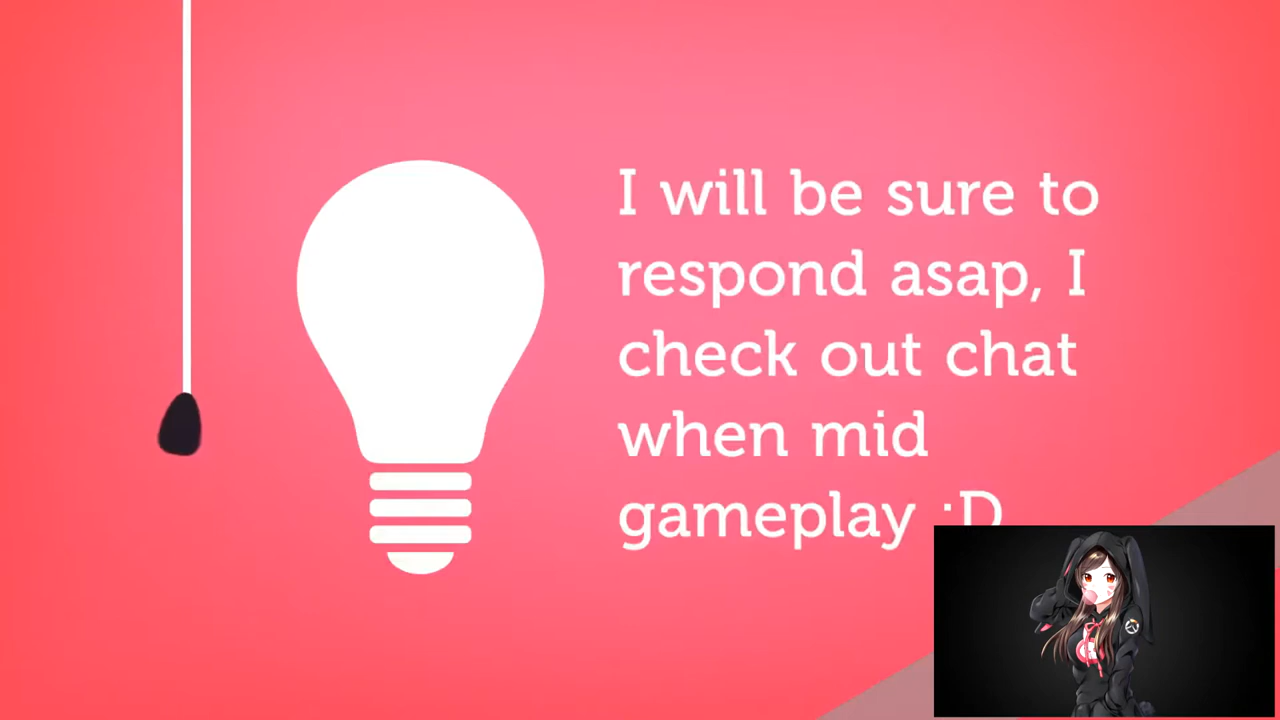 I will be sure to
respond asap, I
check out chat
when mid
gameplay :D